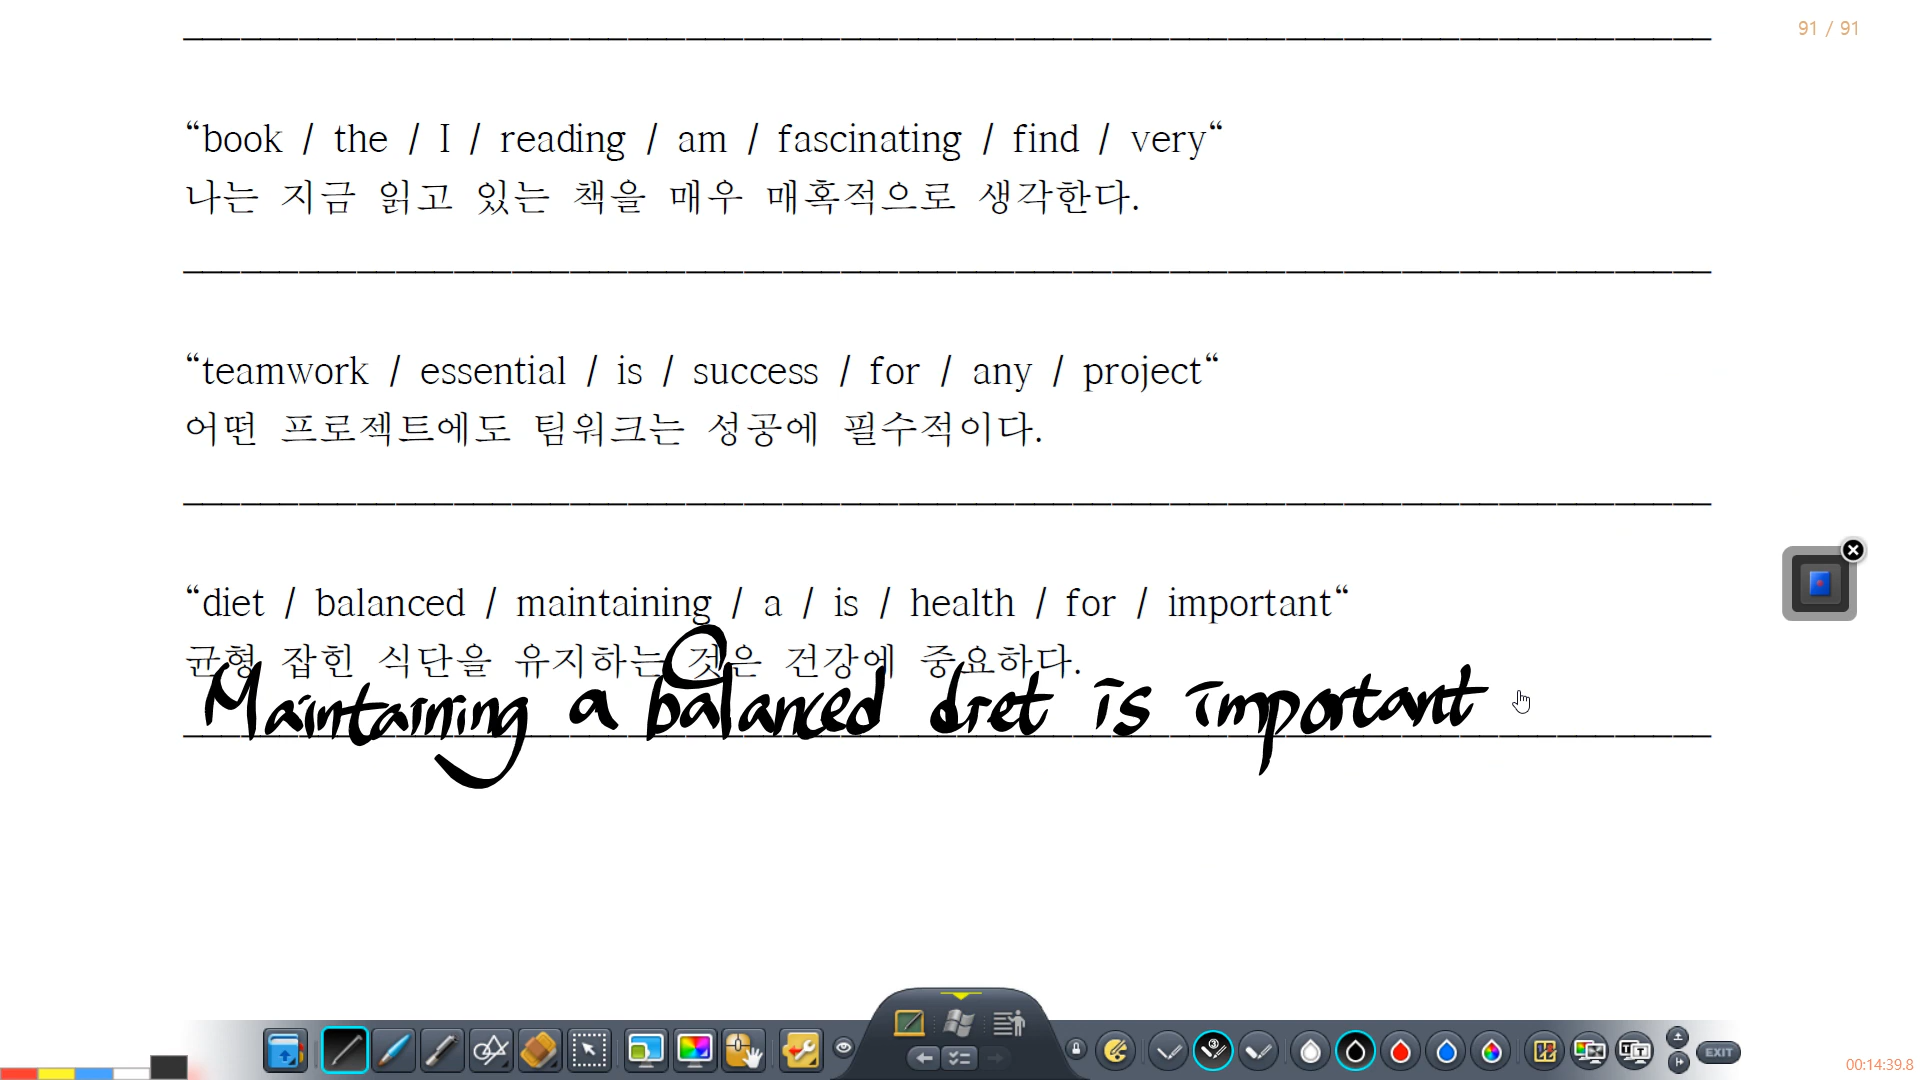 91 / 91
“book / the / I / reading / am / fascinating / find / very“
나는 지금 읽고 있는 책을 매우 매혹적으로 생각한다.
“teamwork / essential / is / success / for / any / project“
어떤 프로젝트에도 팀워크는 성공에 필수적이다.
“diet / balanced / maintaining / a / is / health / for / important“
균형 잡힌 식단을 유지하는 것은 건강에 중요하다.
Maintaining a balanced diet is important
EXIT
00:14:39.8